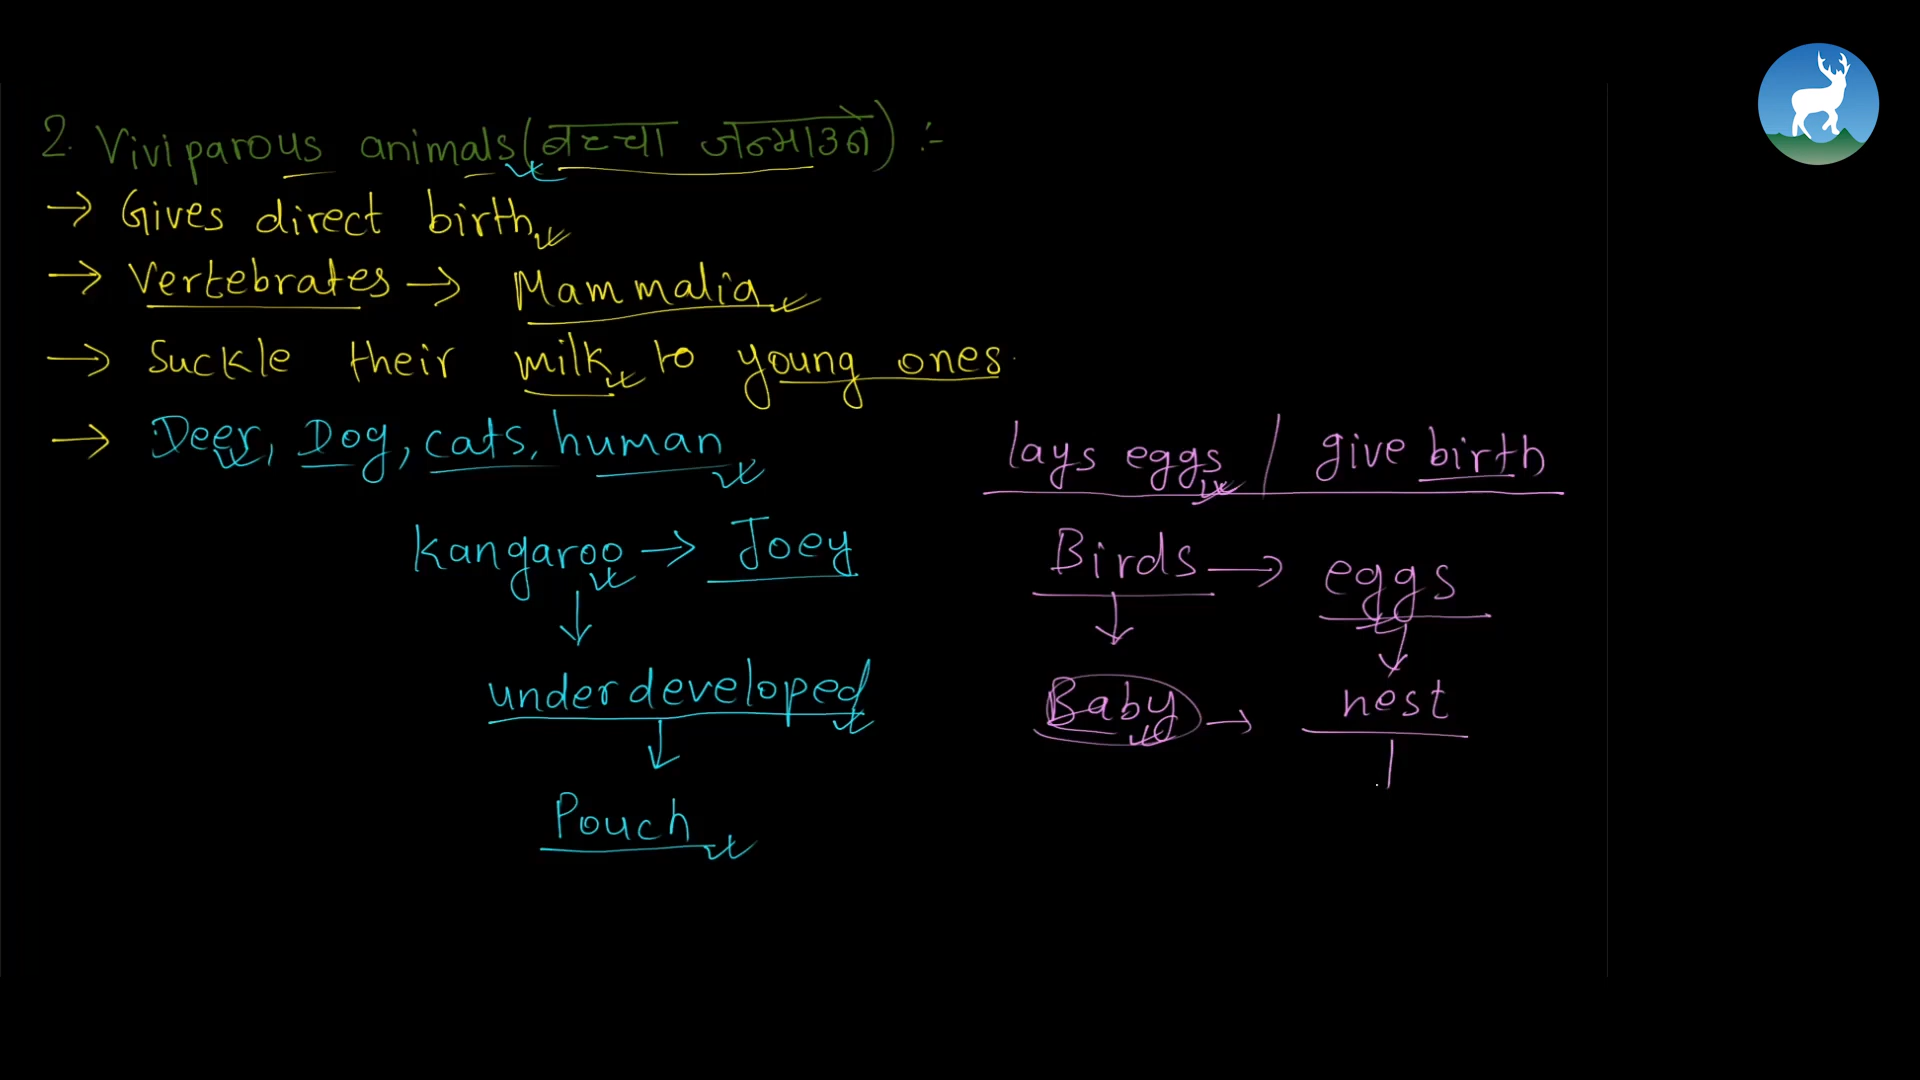 2. Viviparous animals (बच्चा जन्माउने) :-
→ Gives direct birth
→ Vertebrates → Mammalia
→ Suckle their milk to young ones.
→ Deer, Dog, cats, human
Kangaroo → Joey
↓
underdeveloped
↓
Pouch
lays eggs / give birth
Birds → eggs
↓ ↓
Baby → nest